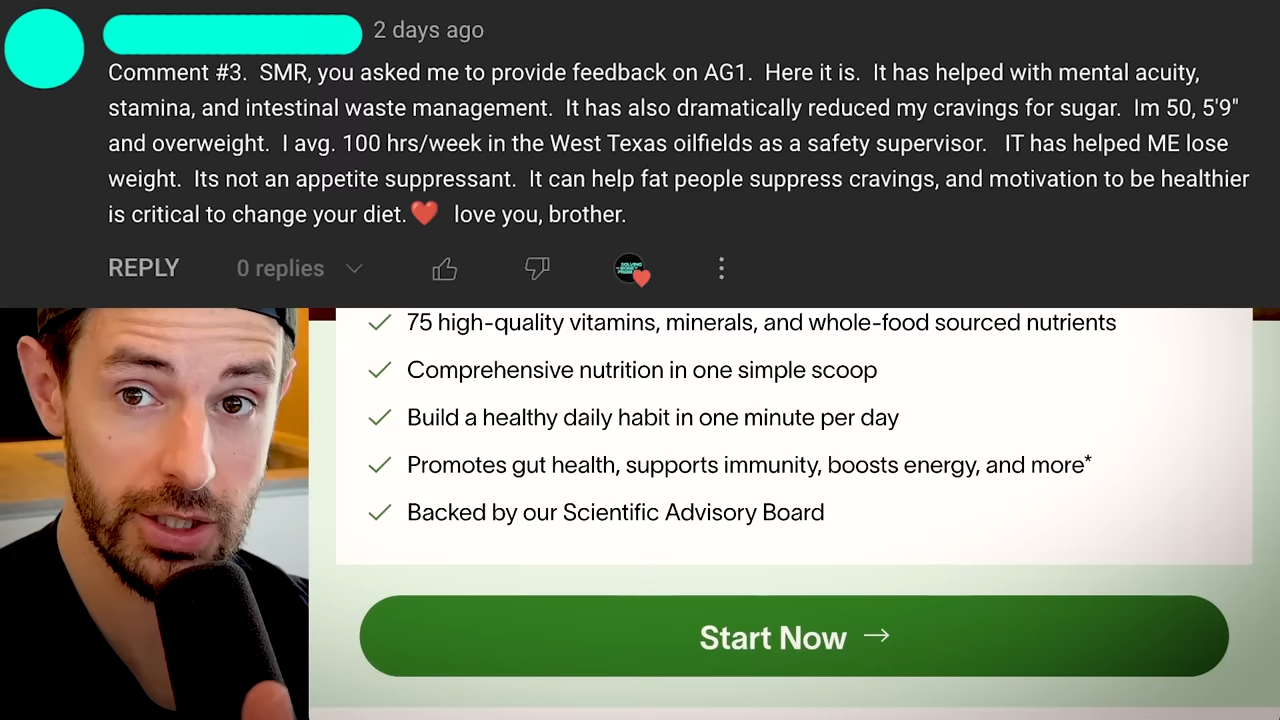 2 days ago
Comment #3. SMR, you asked me to provide feedback on AG1. Here it is. It has helped with mental acuity,
stamina, and intestinal waste management. It has also dramatically reduced my cravings for sugar. Im 50, 5'9"
and overweight. I avg. 100 hrs/week in the West Texas oilfields as a safety supervisor. IT has helped ME lose
weight. Its not an appetite suppressant. It can help fat people suppress cravings, and motivation to be healthier
is critical to change your diet.❤️ love you, brother.
REPLY 0 replies
75 high-quality vitamins, minerals, and whole-food sourced nutrients
Comprehensive nutrition in one simple scoop
Build a healthy daily habit in one minute per day
Promotes gut health, supports immunity, boosts energy, and more*
Backed by our Scientific Advisory Board
Start Now →